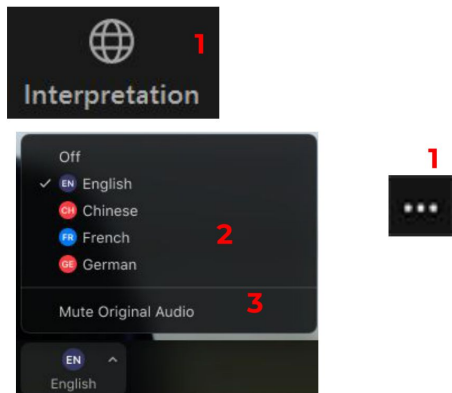 1
Interpretation
Off
EN English
CH Chinese
FR French
GE German
2
Mute Original Audio 3
EN
English
1